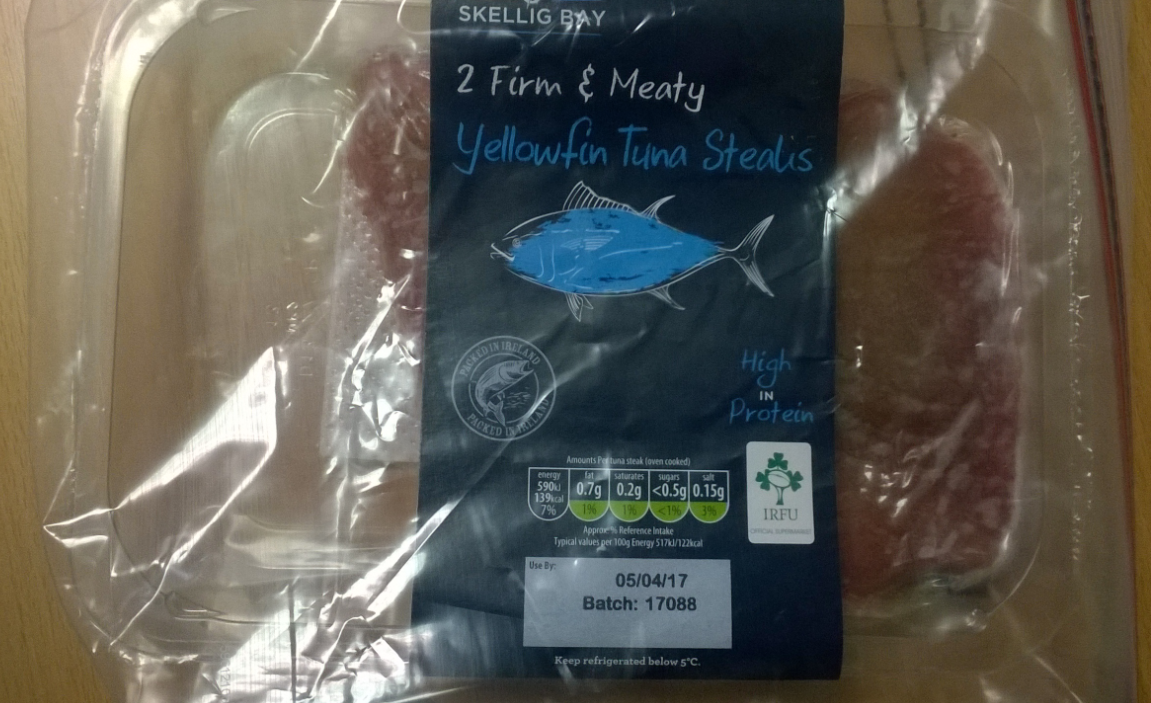 SKELLIG BAY
2 Firm & Meaty
Yellowfin Tuna Steaks
PACKED IN IRELAND
PACKED IN IRELAND
High
IN
Protein
Amounts Per tuna steak (oven cooked)
energy fat saturates sugars salt
590kJ 0.7g 0.2g <0.5g 0.15g
139kcal
7% 1% 1% <1% 3%
Approx % Reference Intake
Typical values per 100g Energy 517kJ/122kcal
IRFU
OFFICIAL SUPERMARKET
Use By:
05/04/17
Batch: 17088
Keep refrigerated below 5°C.